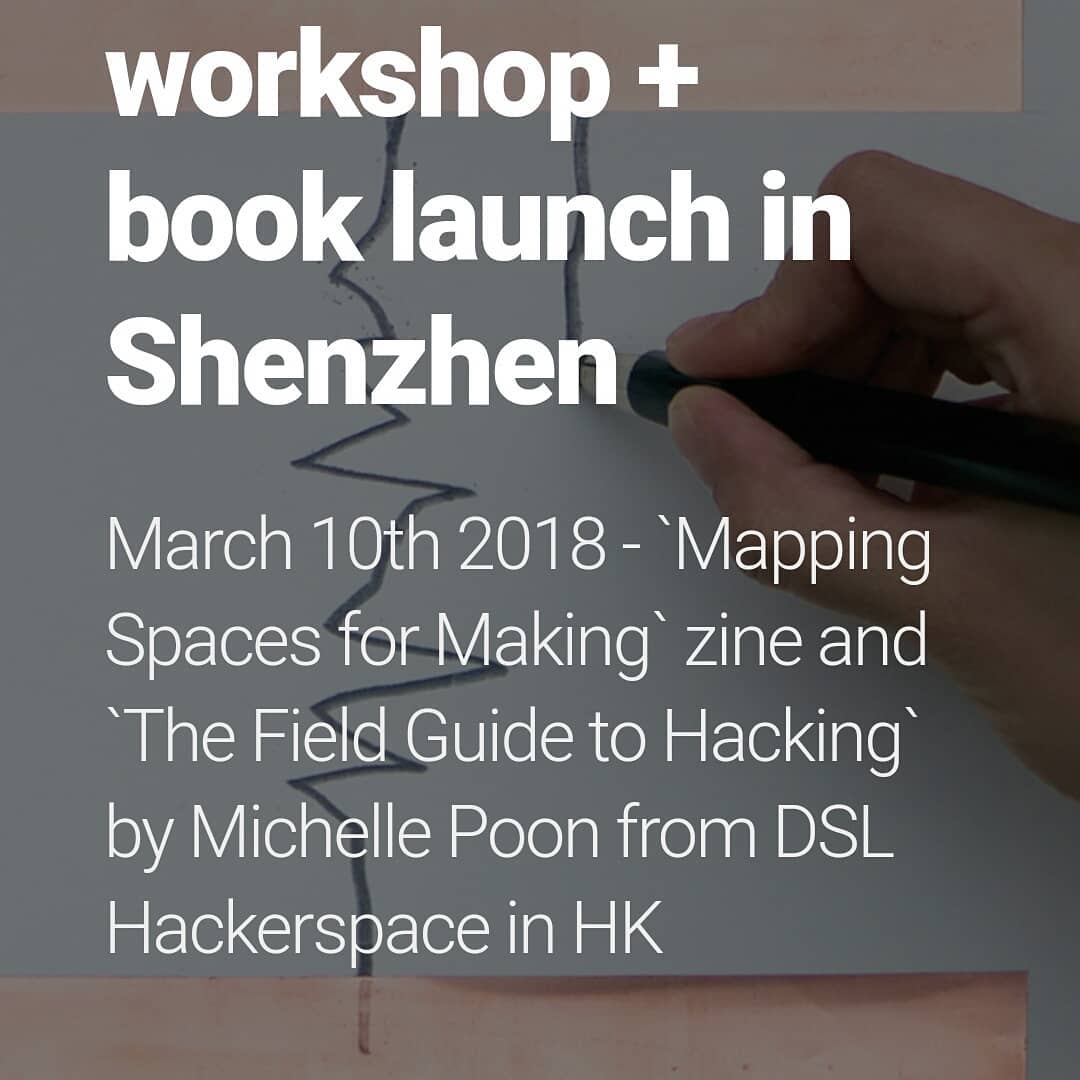 workshop +
book launch in
Shenzhen
March 10th 2018 - `Mapping
Spaces for Making` zine and
`The Field Guide to Hacking`
by Michelle Poon from DSL
Hackerspace in HK